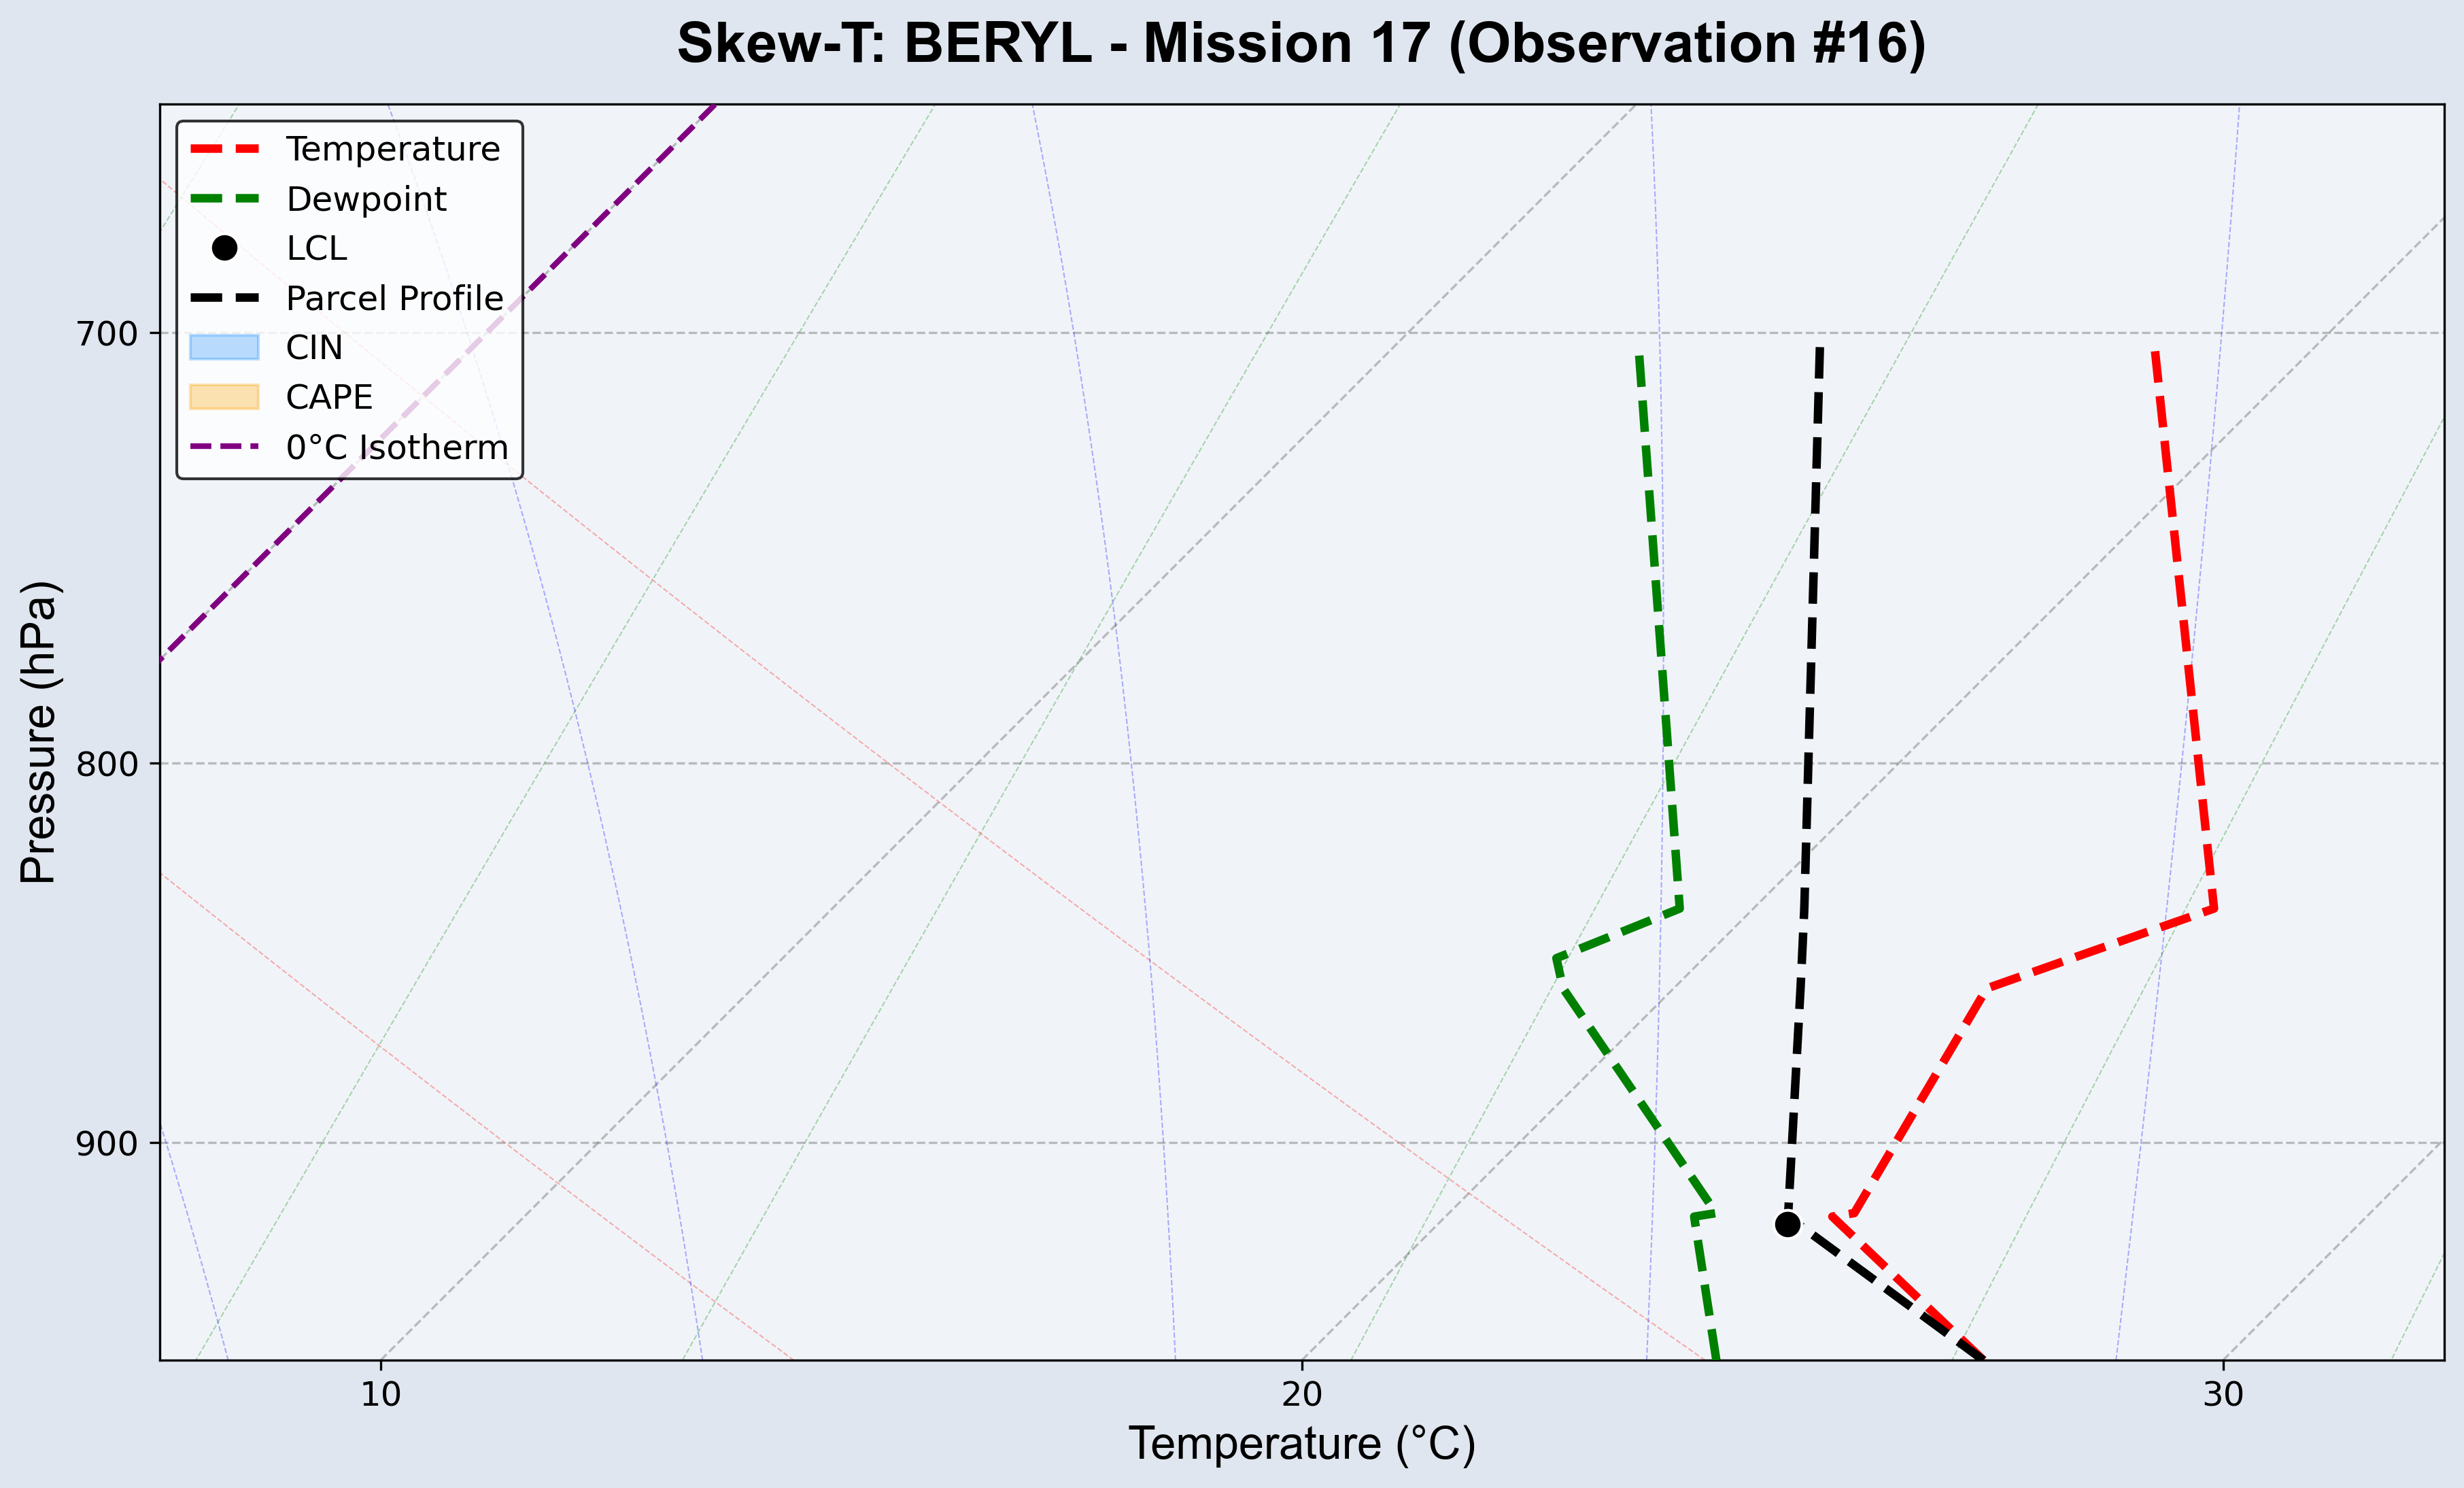 Skew-T: BERYL - Mission 17 (Observation #16)
Temperature
Dewpoint
LCL
Parcel Profile
CIN
CAPE
0°C Isotherm
700
800
900
Pressure (hPa)
10
20
30
Temperature (°C)